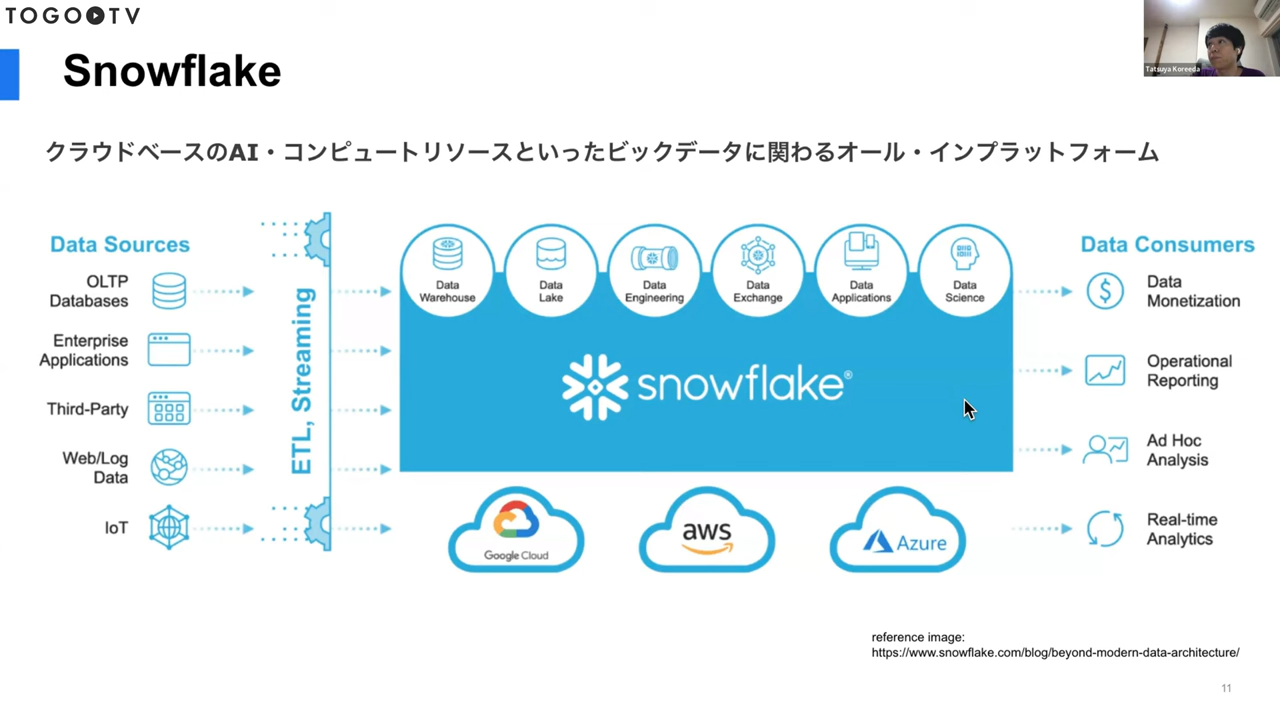 TOGOTV
Tatsuya Koreeda
Snowflake
クラウドベースのAI・コンピュートリソースといったビックデータに関わるオール・インプラットフォーム
Data Sources
OLTP
Databases
Enterprise
Applications
Third-Party
Web/Log
Data
IoT
ETL, Streaming
Data
Warehouse
Data
Lake
Data
Engineering
Data
Exchange
Data
Applications
Data
Science
snowflake®
Google Cloud
aws
Azure
Data Consumers
Data
Monetization
Operational
Reporting
Ad Hoc
Analysis
Real-time
Analytics
reference image:
https://www.snowflake.com/blog/beyond-modern-data-architecture/
11